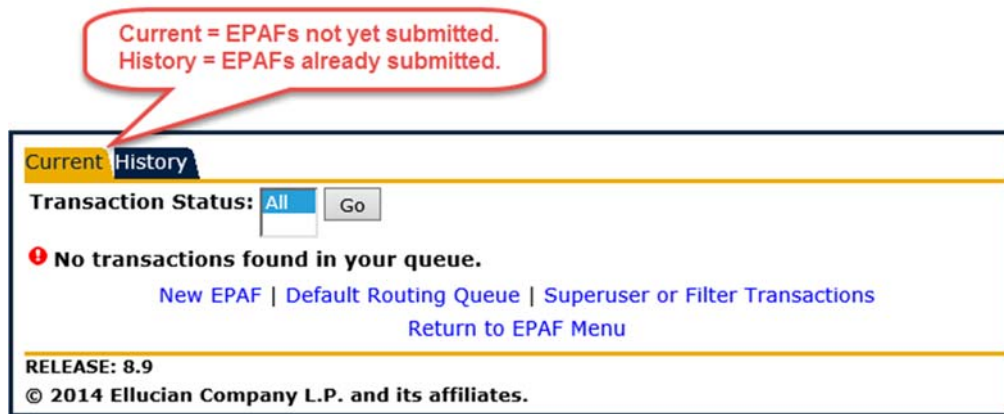 Current = EPAFs not yet submitted.
History = EPAFs already submitted.
Current History
Transaction Status: All Go
No transactions found in your queue.
New EPAF | Default Routing Queue | Superuser or Filter Transactions
Return to EPAF Menu
RELEASE: 8.9
© 2014 Ellucian Company L.P. and its affiliates.